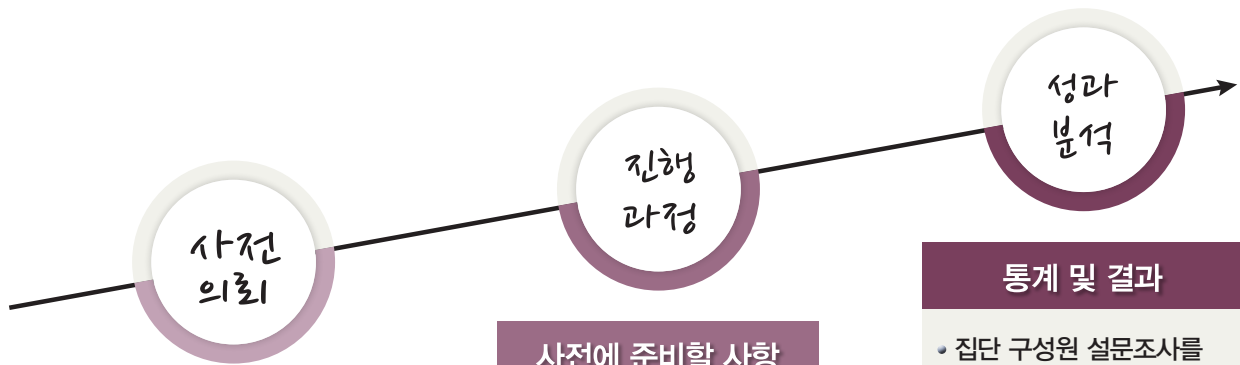 사전
의뢰
진행
과정
성과
분석
사전에 준비할 사항
통계 및 결과
• 집단 구성원 설문조사를